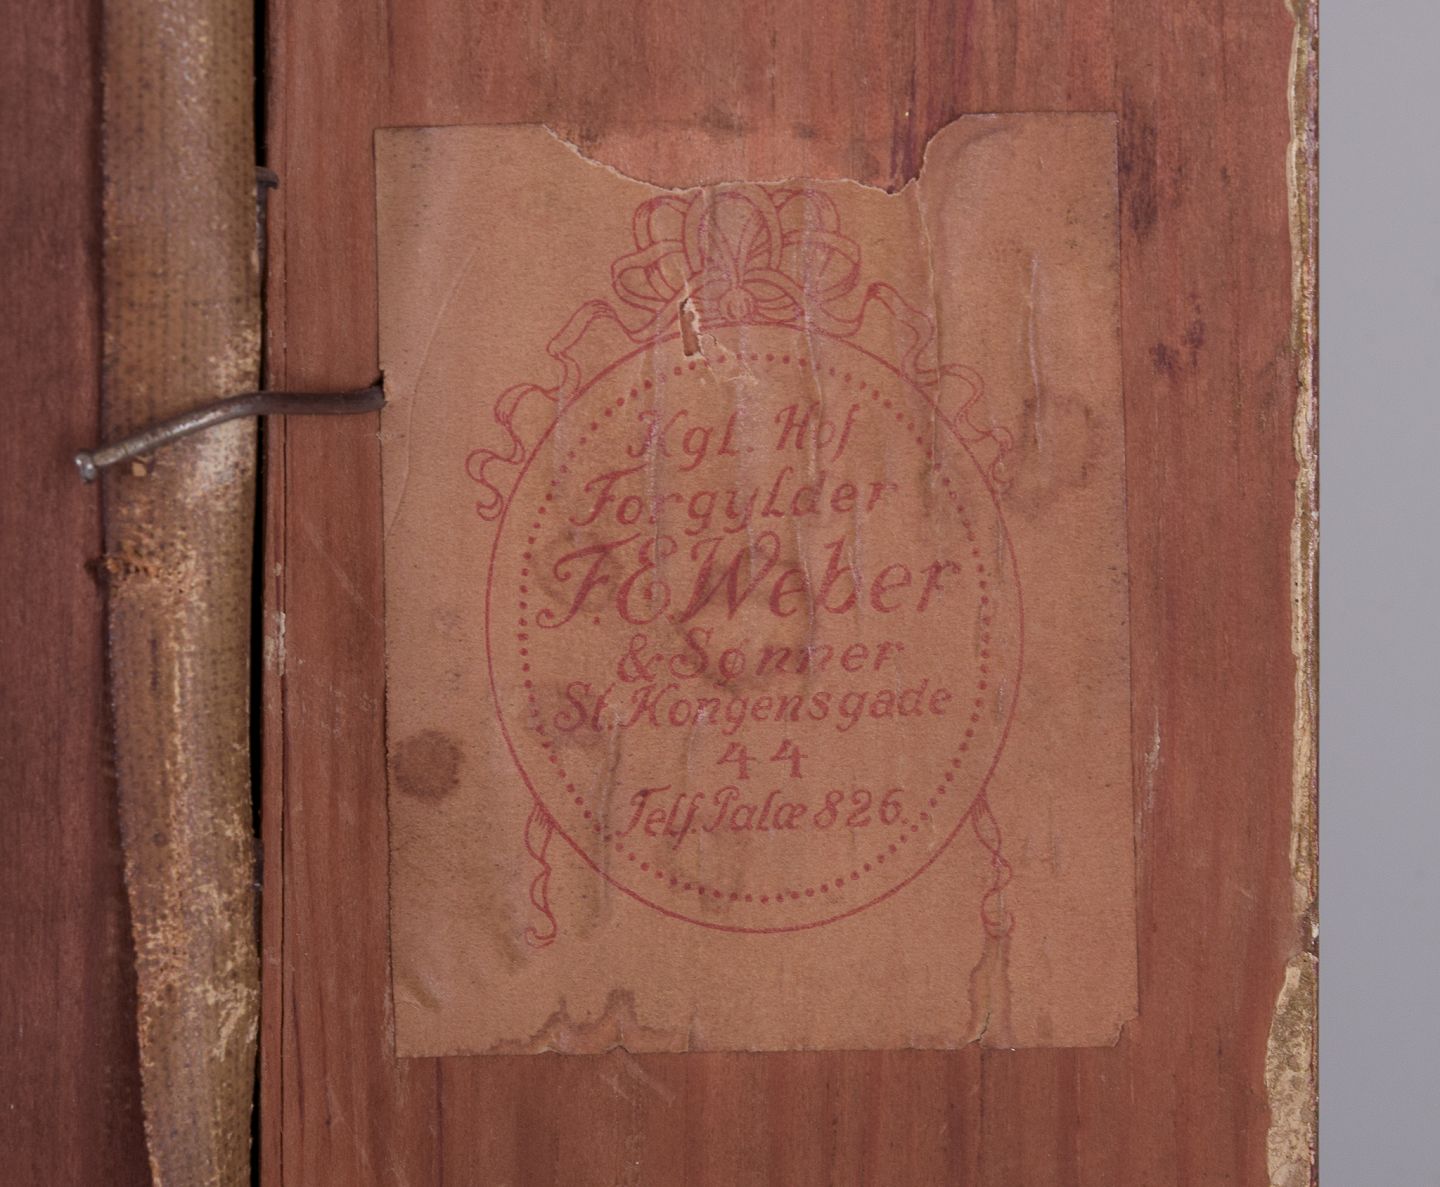 Kgl. Hof
Forgylder
F.E Weber
& Sønner
St. Kongensgade
44
Telf. Palæ 826.